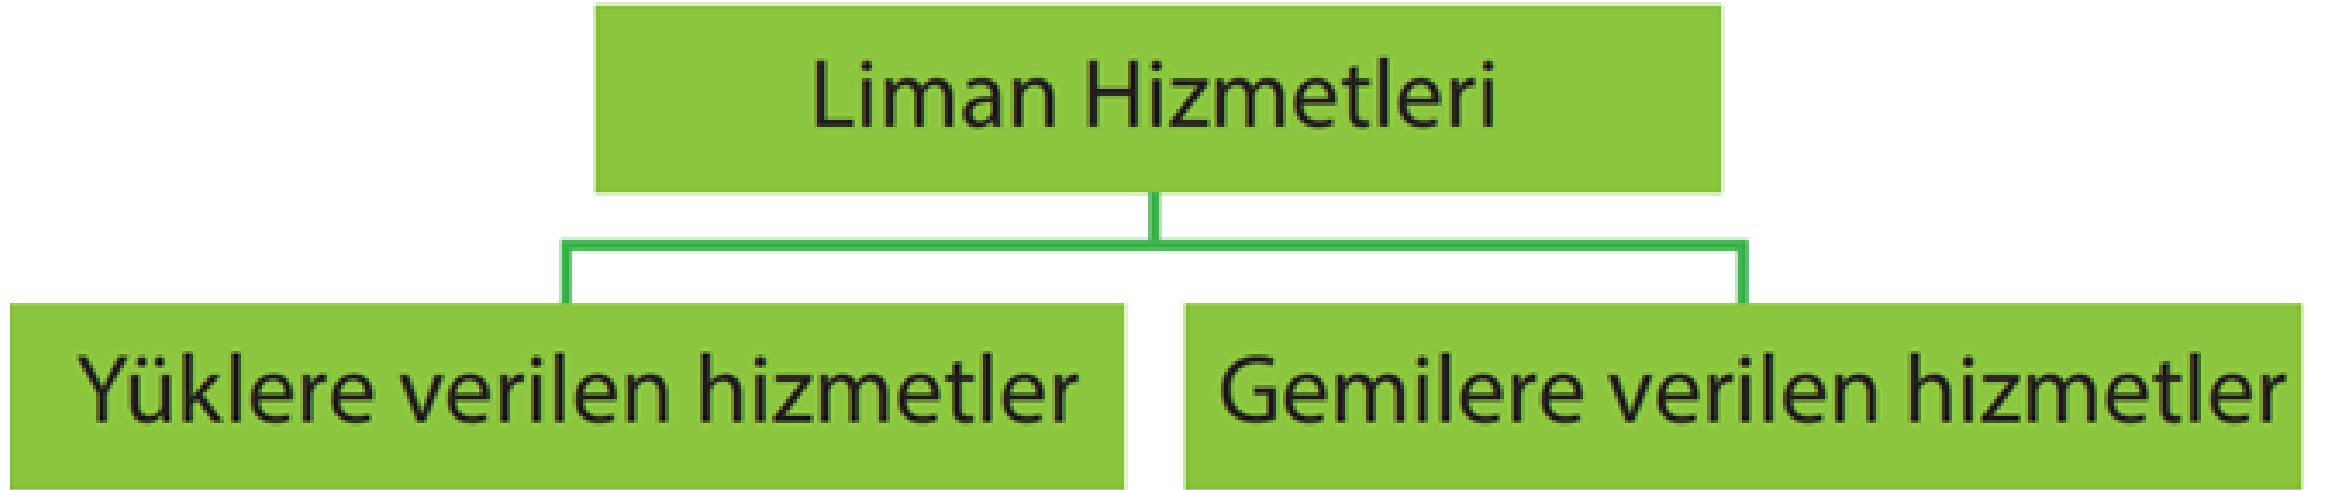 Liman Hizmetleri
Yüklere verilen hizmetler
Gemilere verilen hizmetler